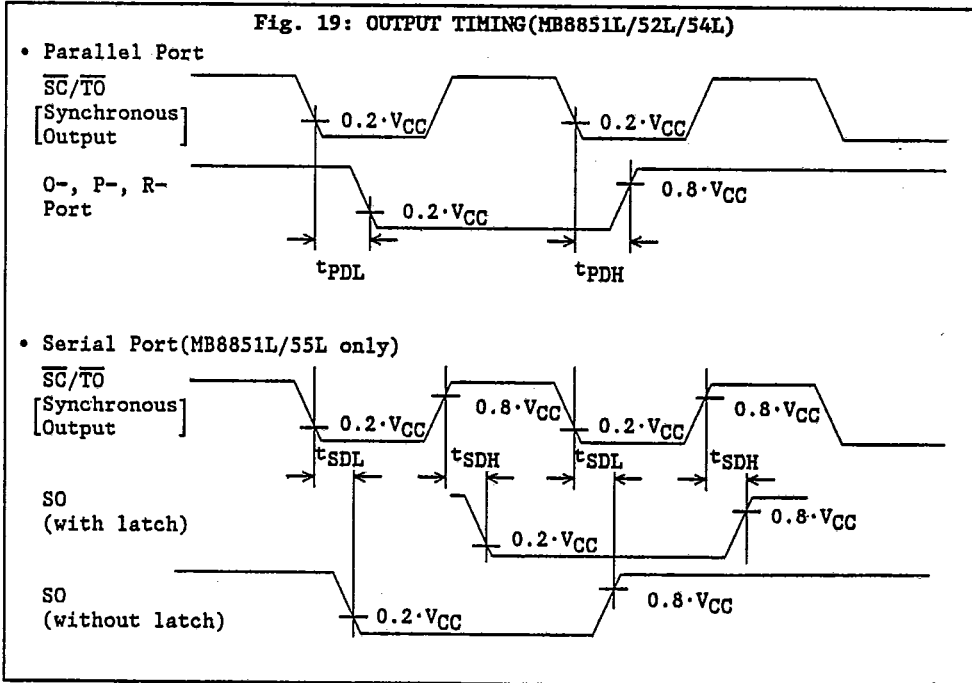 Fig. 19: OUTPUT TIMING(MB8851L/52L/54L)
• Parallel Port
SC/TO
[Synchronous
Output]
0.2·VCC
0.2·VCC
O-, P-, R-
Port
0.2·VCC
0.8·VCC
tPDL
tPDH
• Serial Port(MB8851L/55L only)
SC/TO
[Synchronous
Output]
0.2·VCC
0.8·VCC
0.2·VCC
0.8·VCC
tSDL
tSDH
tSDL
tSDH
SO
(with latch)
0.2·VCC
0.8·VCC
SO
(without latch)
0.2·VCC
0.8·VCC